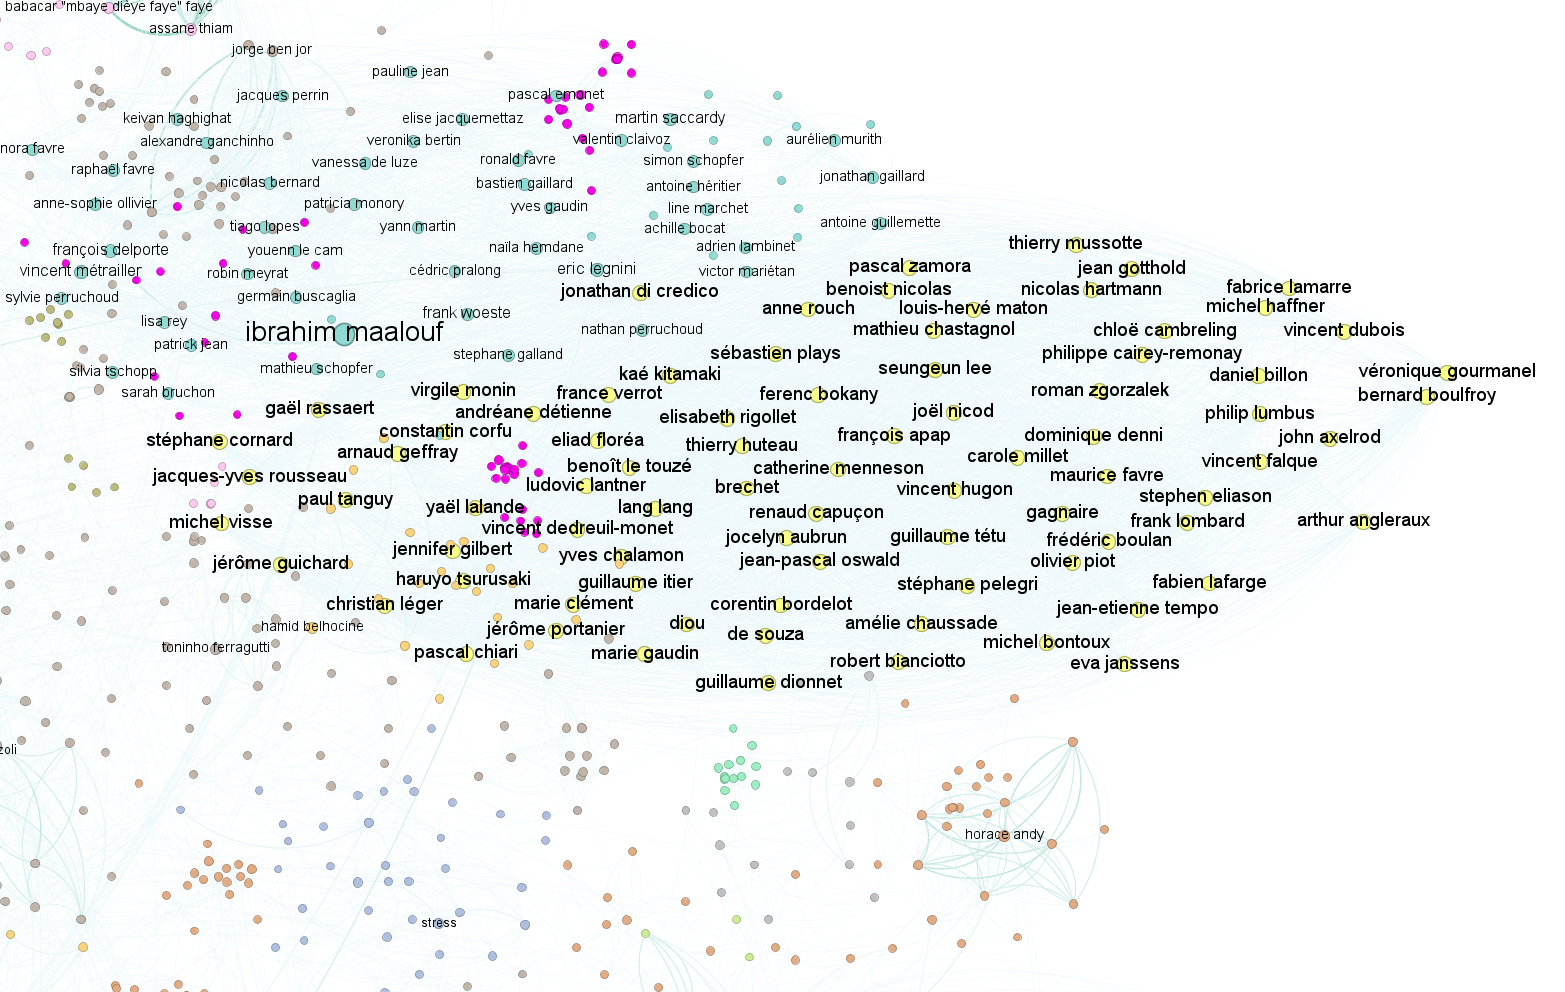 babacar "mbaye dièye faye" faye
assane thiam
jorge ben jor
pauline jean
jacques perrin
pascal emonet
keivan haghighat
elise jacquemettaz
martin saccardy
nora favre
alexandre ganchinho
veronika bertin
valentin claivoz
aurélien murith
raphaël favre
vanessa de luze
ronald favre
simon schopfer
nicolas bernard
bastien gaillard
antoine héritier
jonathan gaillard
anne-sophie ollivier
patricia monory
yves gaudin
line marchet
tiago lopes
yann martin
achille bocat
antoine guillemette
françois delporte
youenn le cam
naïla hemdane
adrien lambinet
thierry mussotte
vincent métrailler
robin meyrat
cédric pralong
eric legnini
victor mariétan
pascal zamora
jean gotthold
sylvie perruchoud
germain buscaglia
jonathan di credico
benoist nicolas
nicolas hartmann
fabrice lamarre
lisa rey
frank woeste
anne rouch
louis-hervé maton
michel haffner
ibrahim maalouf
nathan perruchoud
mathieu chastagnol
chloë cambreling
vincent dubois
patrick jean
stephane galland
sébastien plays
philippe cairey-remonay
silvia tschopp
mathieu schopfer
kaé kitamaki
seungeun lee
daniel billon
véronique gourmanel
sarah bruchon
virgile monin
france verrot
ferenc bokany
roman zgorzalek
bernard boulfroy
gaël rassaert
andréane détienne
elisabeth rigollet
joël nicod
philip lumbus
stéphane cornard
constantin corfu
eliad floréa
thierry huteau
françois apap
dominique denni
john axelrod
arnaud geffray
benoît le touzé
catherine menneson
carole millet
vincent falque
jacques-yves rousseau
ludovic lantner
brechet
vincent hugon
maurice favre
paul tanguy
yaël lalande
lang lang
renaud capuçon
gagnaire
stephen eliason
michel visse
vincent dedreuil-monet
jocelyn aubrun
guillaume tétu
frank lombard
arthur angleraux
jennifer gilbert
yves chalamon
jean-pascal oswald
frédéric boulan
jérôme guichard
haruyo tsurusaki
guillaume itier
stéphane pelegri
olivier piot
fabien lafarge
christian léger
marie clément
corentin bordelot
jean-etienne tempo
hamid belhocine
jérôme portanier
diou
de souza
amélie chaussade
michel bontoux
toninho ferragutti
pascal chiari
marie gaudin
robert bianciotto
eva janssens
guillaume dionnet
zoli
horace andy
stress